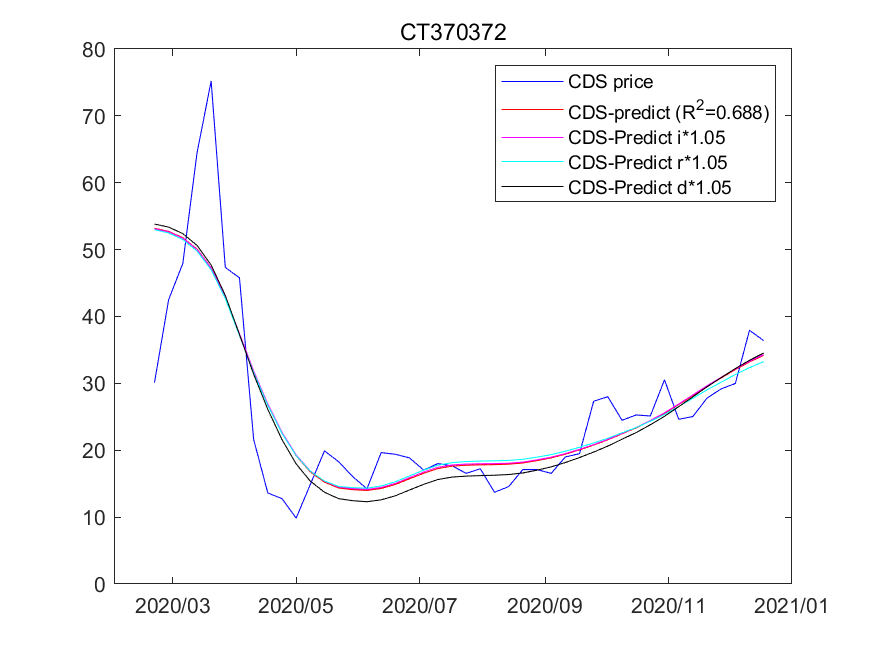 CT370372
80
70
60
50
40
30
20
10
0
CDS price
CDS-predict (R²=0.688)
CDS-Predict i*1.05
CDS-Predict r*1.05
CDS-Predict d*1.05
2020/03 2020/05 2020/07 2020/09 2020/11 2021/01